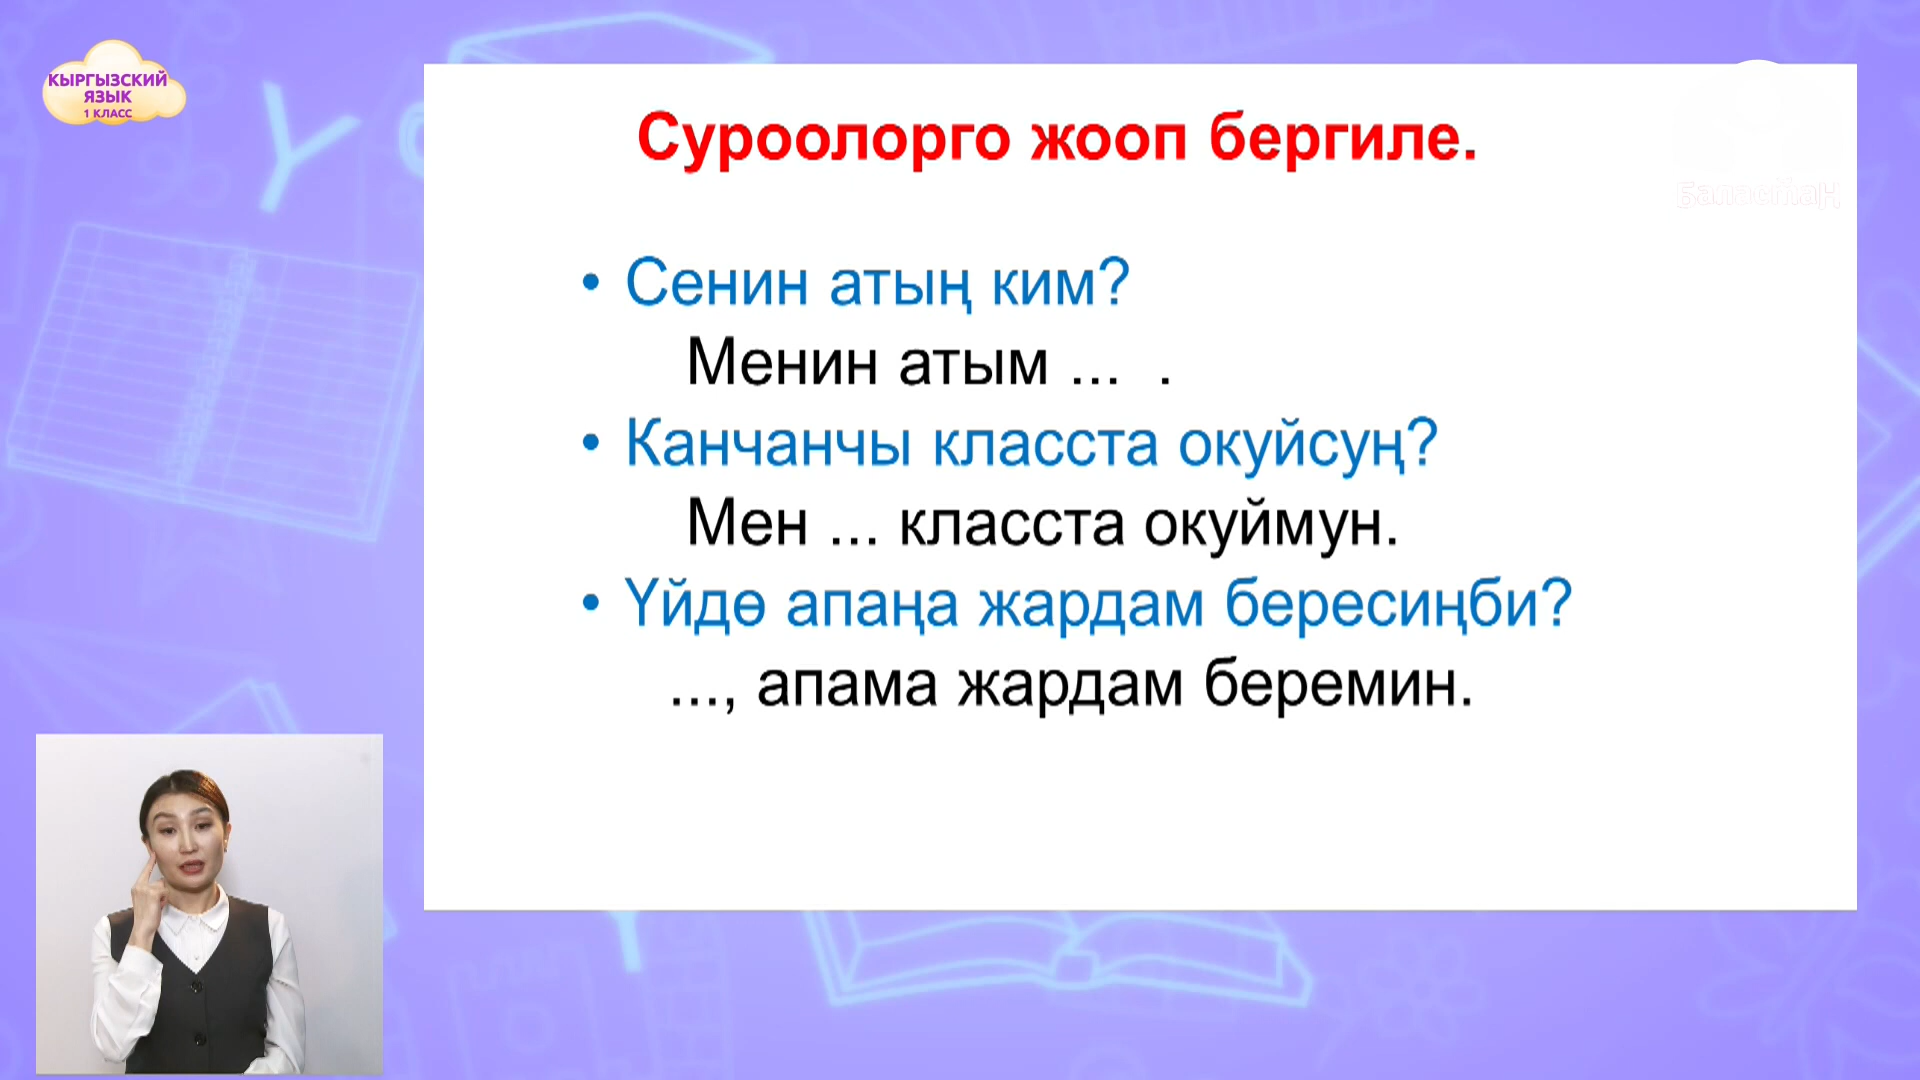 КЫРГЫЗСКИЙ
ЯЗЫК
1 КЛАСС
Суроолорго жооп бергиле.
Баластан
• Сенин атың ким?
Менин атым ... .
• Канчанчы класста окуйсуң?
Мен ... класста окуймун.
• Үйдө апаңа жардам бересиңби?
..., апама жардам беремин.